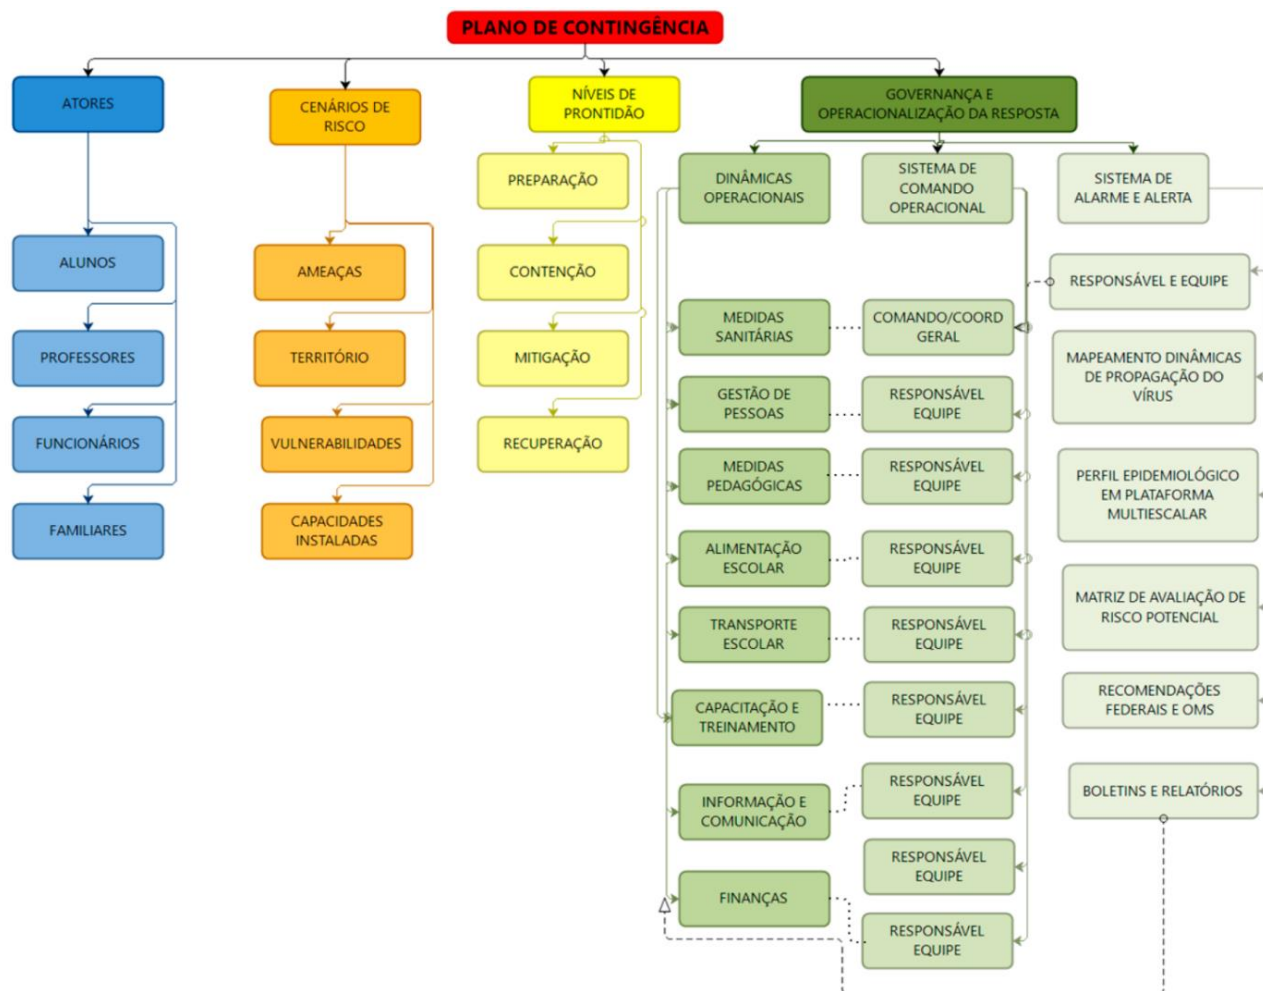 PLANO DE CONTINGÊNCIA
ATORES
ALUNOS
PROFESSORES
FUNCIONÁRIOS
FAMILIARES
CENÁRIOS DE
RISCO
AMEAÇAS
TERRITÓRIO
VULNERABILIDADES
CAPACIDADES
INSTALADAS
NÍVEIS DE
PRONTIDÃO
PREPARAÇÃO
CONTENÇÃO
MITIGAÇÃO
RECUPERAÇÃO
GOVERNANÇA E
OPERACIONALIZAÇÃO DA RESPOSTA
DINÂMICAS
OPERACIONAIS
MEDIDAS
SANITÁRIAS
GESTÃO DE
PESSOAS
MEDIDAS
PEDAGÓGICAS
ALIMENTAÇÃO
ESCOLAR
TRANSPORTE
ESCOLAR
CAPACITAÇÃO E
TREINAMENTO
INFORMAÇÃO E
COMUNICAÇÃO
FINANÇAS
SISTEMA DE
COMANDO
OPERACIONAL
COMANDO/COORD
GERAL
RESPONSÁVEL
EQUIPE
RESPONSÁVEL
EQUIPE
RESPONSÁVEL
EQUIPE
RESPONSÁVEL
EQUIPE
RESPONSÁVEL
EQUIPE
RESPONSÁVEL
EQUIPE
RESPONSÁVEL
EQUIPE
RESPONSÁVEL
EQUIPE
SISTEMA DE
ALARME E ALERTA
RESPONSÁVEL E EQUIPE
MAPEAMENTO DINÂMICAS
DE PROPAGAÇÃO DO
VÍRUS
PERFIL EPIDEMIOLÓGICO
EM PLATAFORMA
MULTIESCALAR
MATRIZ DE AVALIAÇÃO DE
RISCO POTENCIAL
RECOMENDAÇÕES
FEDERAIS E OMS
BOLETINS E RELATÓRIOS